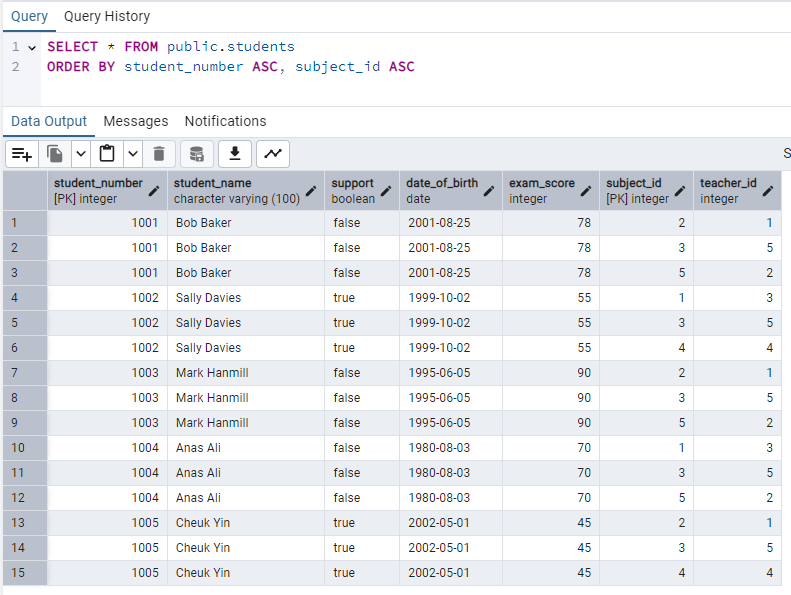 Query Query History
1 SELECT * FROM public.students
2 ORDER BY student_number ASC, subject_id ASC
Data Output Messages Notifications
S
student_number student_name support date_of_birth exam_score subject_id teacher_id
[PK] integer character varying (100) boolean date integer [PK] integer integer
1 1001 Bob Baker false 2001-08-25 78 2 1
2 1001 Bob Baker false 2001-08-25 78 3 5
3 1001 Bob Baker false 2001-08-25 78 5 2
4 1002 Sally Davies true 1999-10-02 55 1 3
5 1002 Sally Davies true 1999-10-02 55 3 5
6 1002 Sally Davies true 1999-10-02 55 4 4
7 1003 Mark Hanmill false 1995-06-05 90 2 1
8 1003 Mark Hanmill false 1995-06-05 90 3 5
9 1003 Mark Hanmill false 1995-06-05 90 5 2
10 1004 Anas Ali false 1980-08-03 70 1 3
11 1004 Anas Ali false 1980-08-03 70 3 5
12 1004 Anas Ali false 1980-08-03 70 5 2
13 1005 Cheuk Yin true 2002-05-01 45 2 1
14 1005 Cheuk Yin true 2002-05-01 45 3 5
15 1005 Cheuk Yin true 2002-05-01 45 4 4